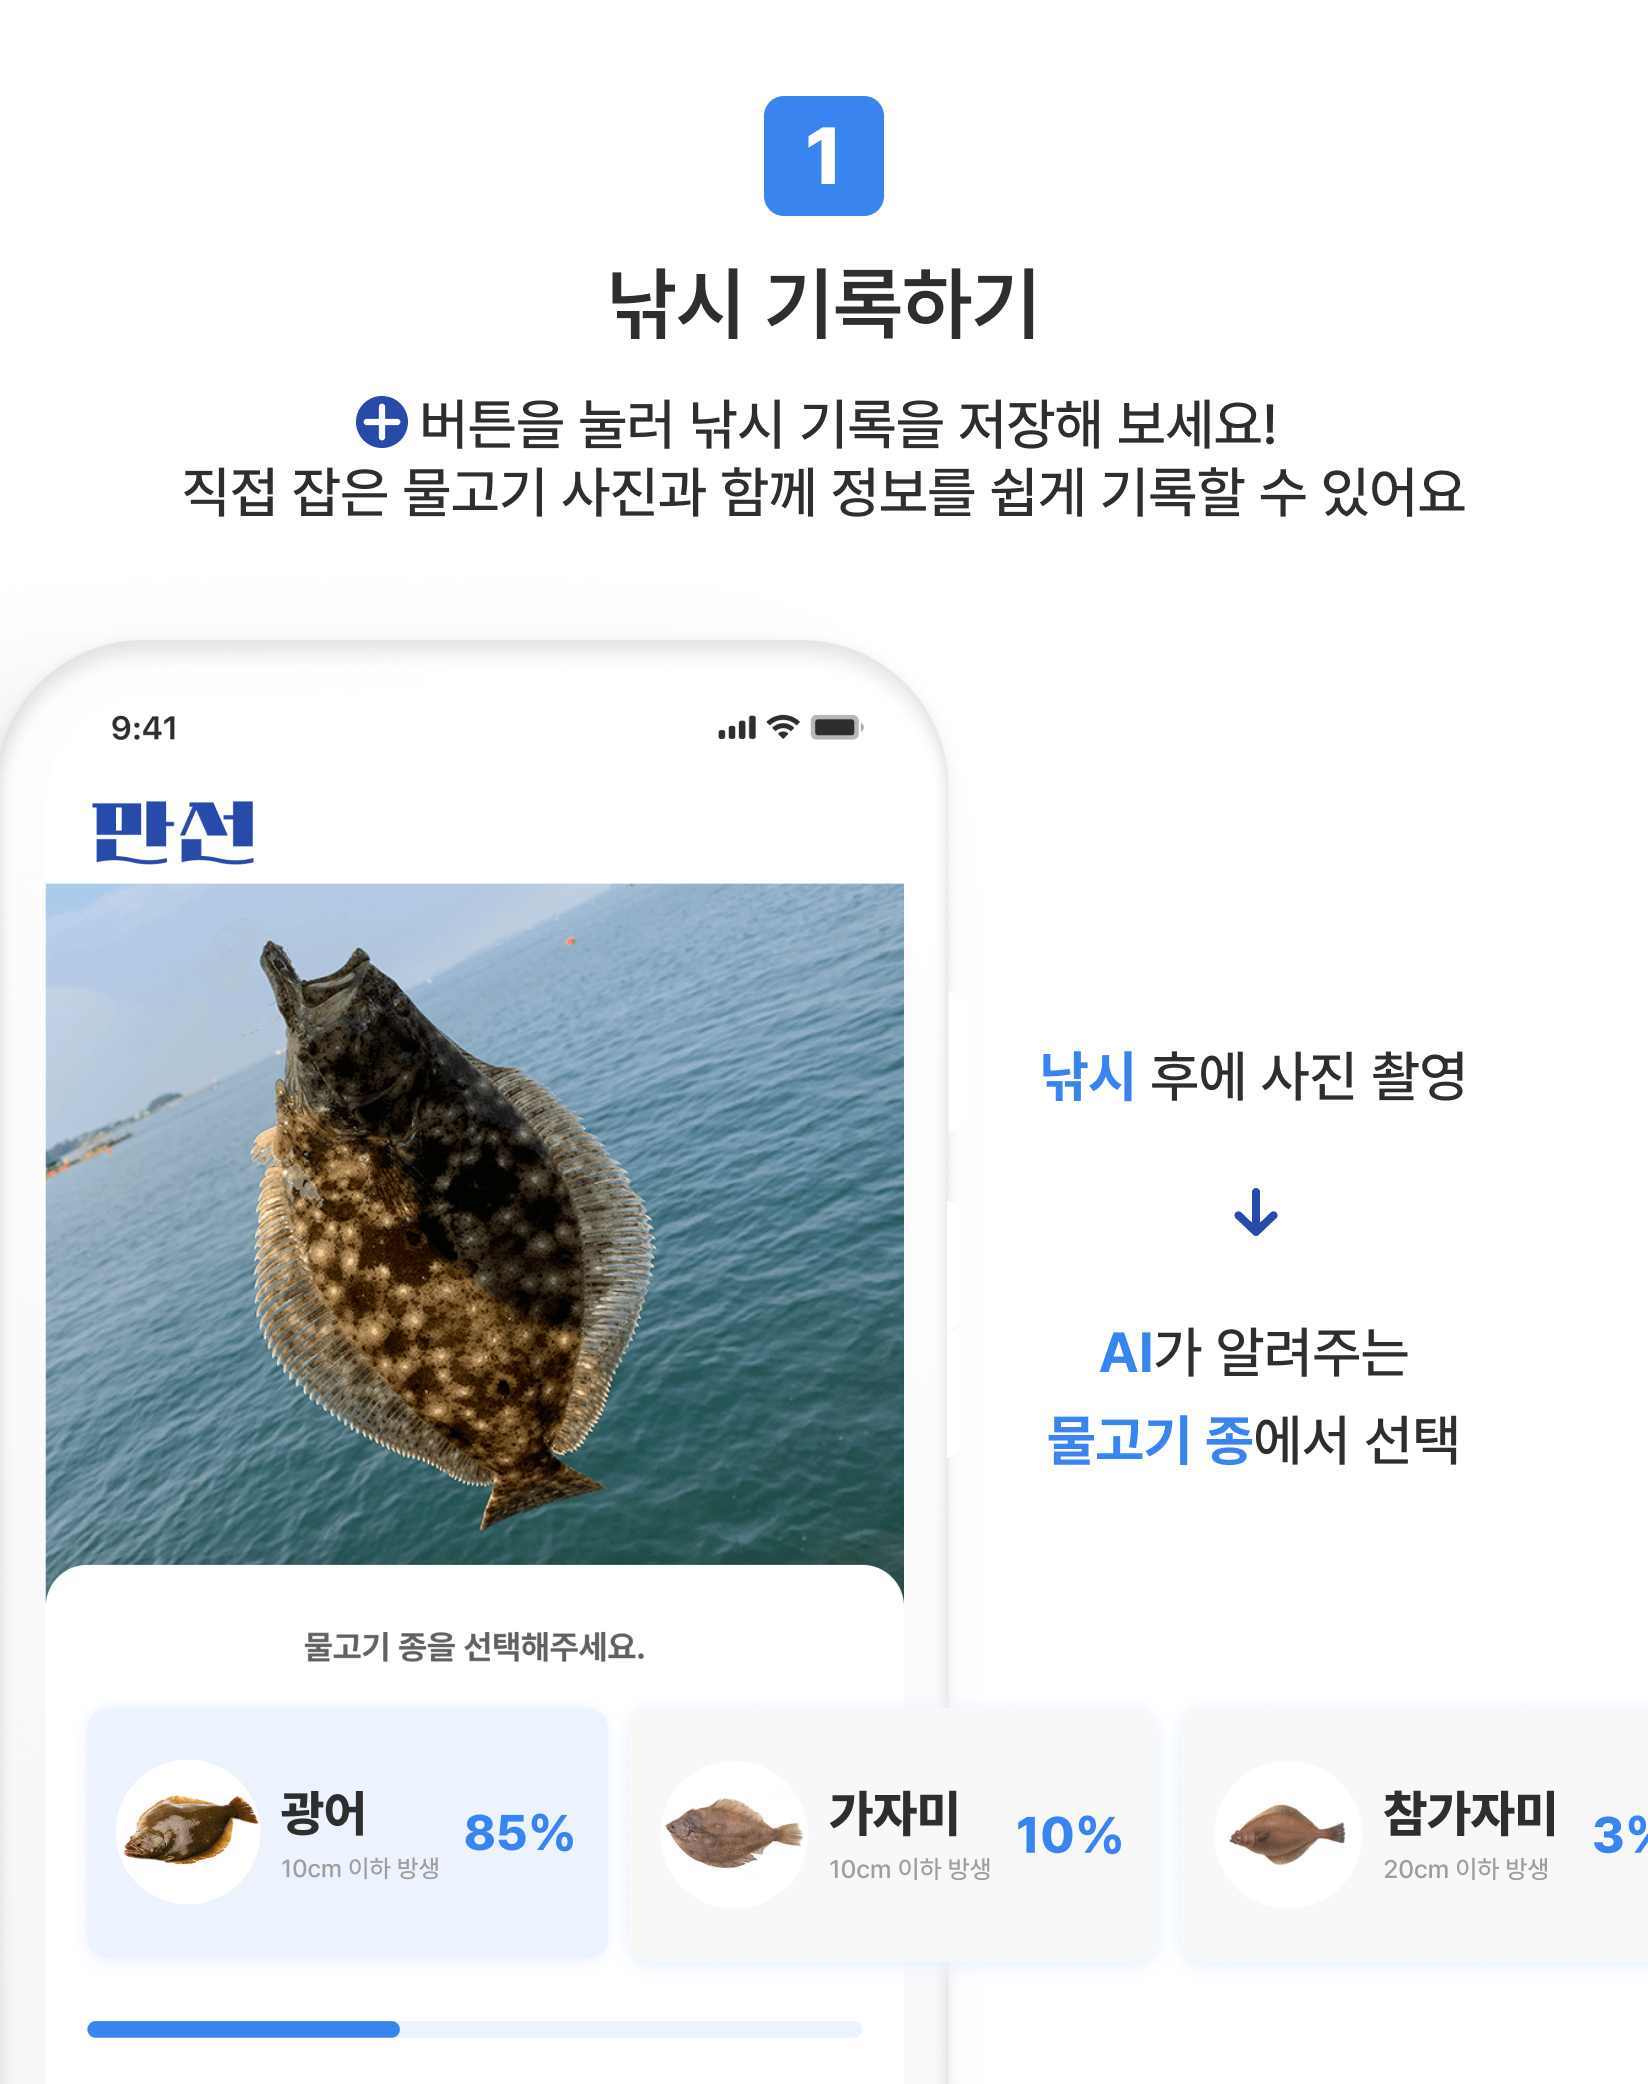 1
낚시 기록하기
버튼을 눌러 낚시 기록을 저장해 보세요!
직접 잡은 물고기 사진과 함께 정보를 쉽게 기록할 수 있어요
9:41
만선
낚시 후에 사진 촬영
AI가 알려주는
물고기 종에서 선택
물고기 종을 선택해주세요.
광어
10cm 이하 방생
85%
가자미
10cm 이하 방생
10%
참가자미
20cm 이하 방생
3%